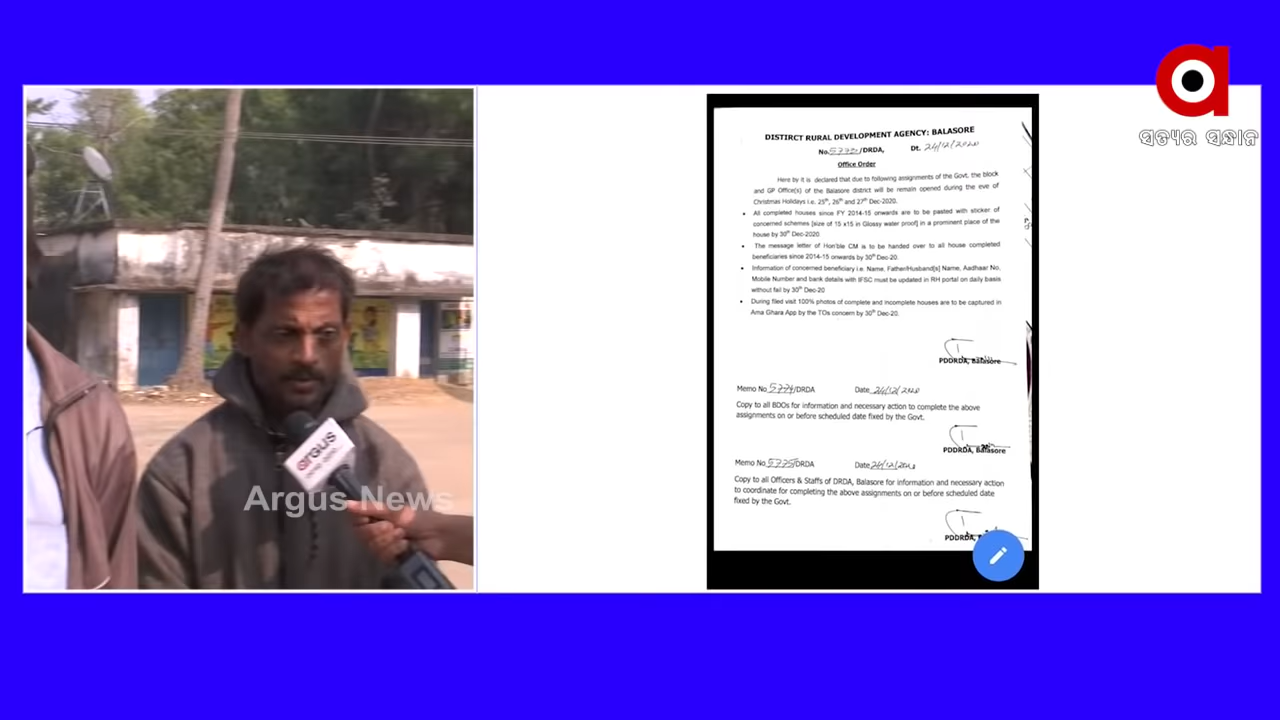 ସତ୍ୟର ସନ୍ଧାନ
argus
Argus News
DISTIRCT RURAL DEVELOPMENT AGENCY: BALASORE
No. /DRDA, Dt. 24/12/2020
Office Order
Here by it is declared that due to following assignments of the Govt. the block
and GP Office(s) of the Balasore district will be remain opened during the eve of
Christmas Holidays i.e. 25th, 26th and 27th Dec-2020.
• All completed houses since FY 2014-15 onwards are to be pasted with sticker of
concerned schemes [size of 15 x15 in Glossy water proof] in a prominent place of the
house by 30th Dec-2020.
• The message letter of Hon'ble CM is to be handed over to all house completed
beneficiaries since 2014-15 onwards by 30th Dec-20.
• Information of concerned beneficiary i.e. Name, Father/Husband[s] Name, Aadhaar No,
Mobile Number and bank details with IFSC must be updated in RH portal on daily basis
without fail by 30th Dec-20
• During filed visit 100% photos of complete and incomplete houses are to be captured in
Ama Ghara App by the TOs concern by 30th Dec-20.
PDDRDA, Balasore
Memo No 5774/DRDA Date 24/12/2020
Copy to all BDOs for information and necessary action to complete the above
assignments on or before scheduled date fixed by the Govt.
PDDRDA, Balasore
Memo No 5775/DRDA Date 24/12/2020
Copy to all Officers & Staffs of DRDA, Balasore for information and necessary action
to coordinate for completing the above assignments on or before scheduled date
fixed by the Govt.
PDDRDA,